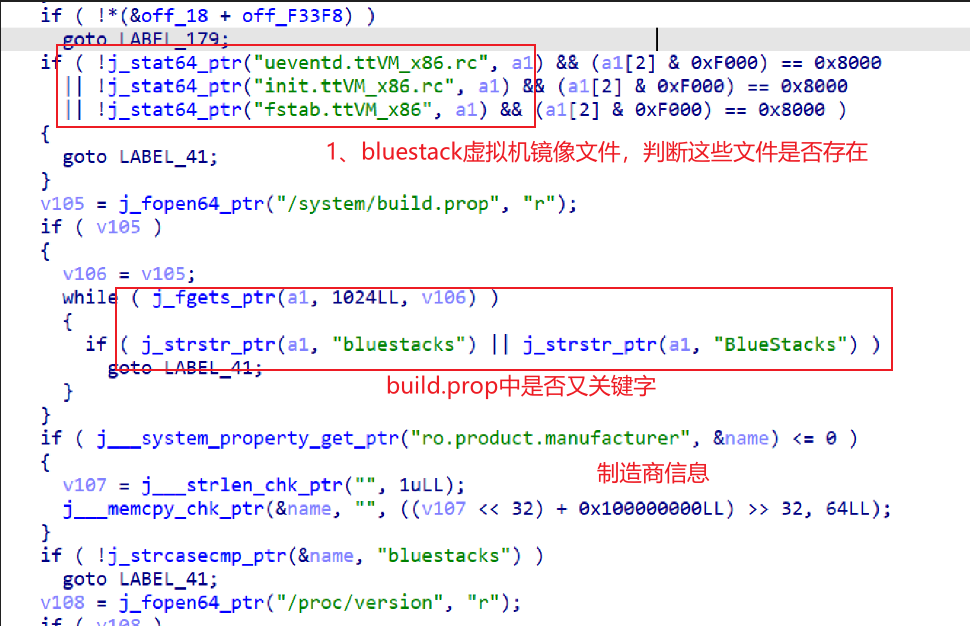 if ( !*(&off_18 + off_F33F8) )
goto LABEL_179;
if ( !j_stat64_ptr("ueventd.ttVM_x86.rc", a1) && (a1[2] & 0xF000) == 0x8000
|| !j_stat64_ptr("init.ttVM_x86.rc", a1) && (a1[2] & 0xF000) == 0x8000
|| !j_stat64_ptr("fstab.ttVM_x86", a1) && (a1[2] & 0xF000) == 0x8000 )
{
goto LABEL_41;
1、bluestack虚拟机镜像文件，判断这些文件是否存在
}
v105 = j_fopen64_ptr("/system/build.prop", "r");
if ( v105 )
{
v106 = v105;
while ( j_fgets_ptr(a1, 1024LL, v106) )
{
if ( j_strstr_ptr(a1, "bluestacks") || j_strstr_ptr(a1, "BlueStacks") )
goto LABEL_41;
build.prop中是否又关键字
}
}
if ( j___system_property_get_ptr("ro.product.manufacturer", &name) <= 0 )
{
制造商信息
v107 = j___strlen_chk_ptr("", 1uLL);
j___memcpy_chk_ptr(&name, "", ((v107 << 32) + 0x100000000LL) >> 32, 64LL);
}
if ( !j_strcasecmp_ptr(&name, "bluestacks") )
goto LABEL_41;
v108 = j_fopen64_ptr("/proc/version", "r");
if ( v108 )